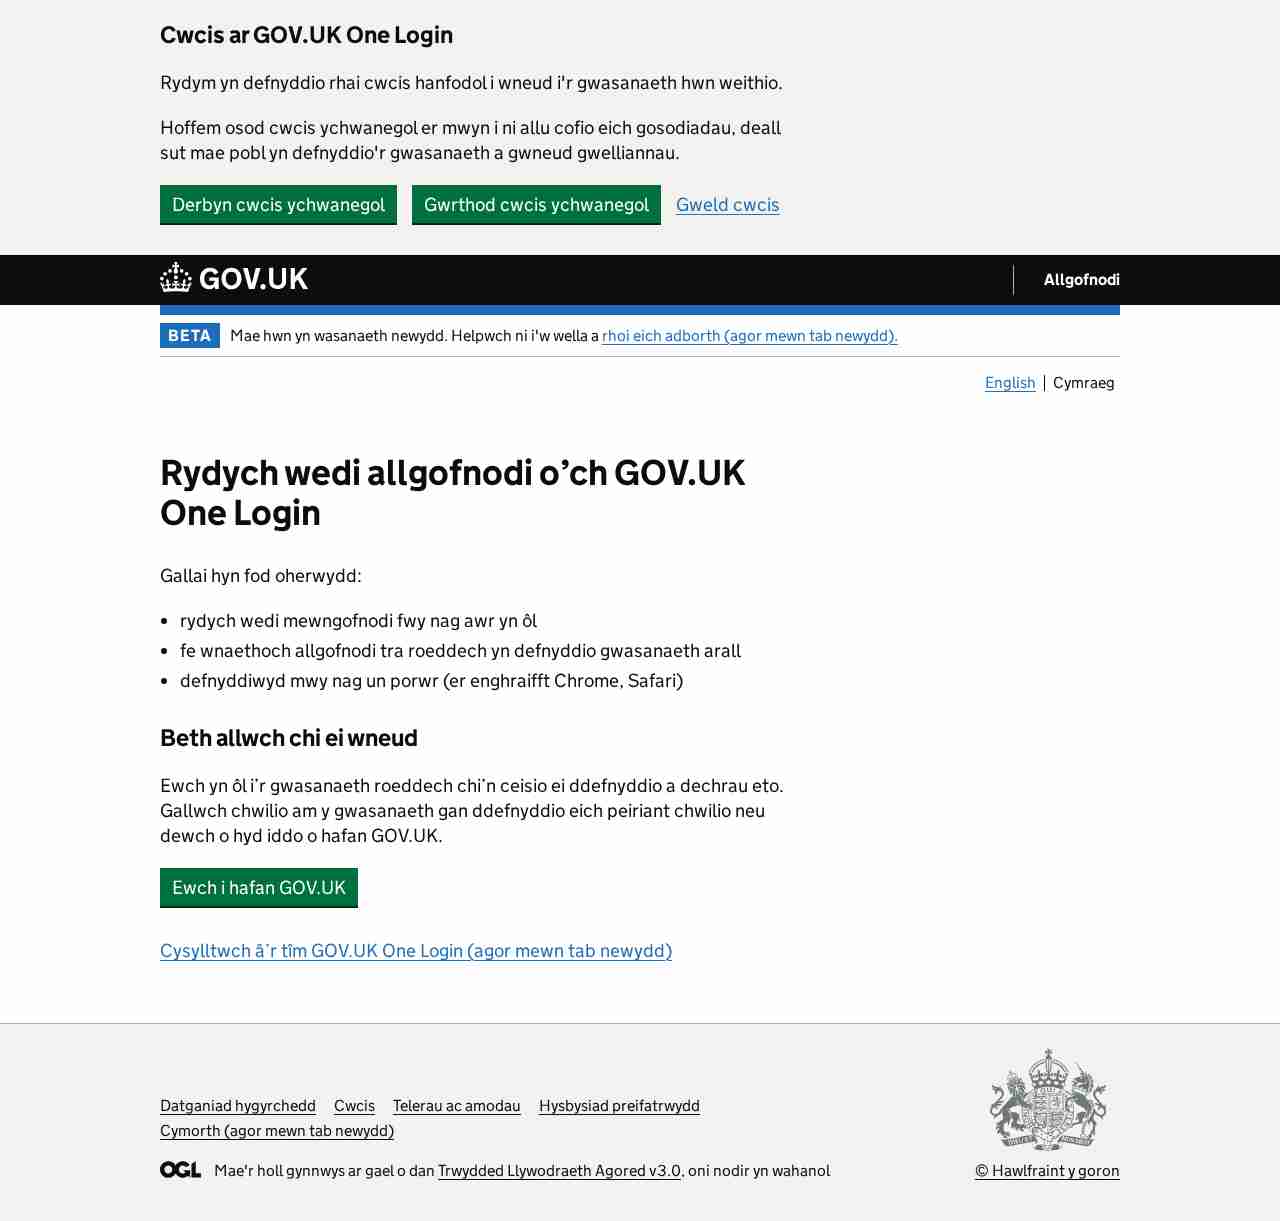 Cwcis ar GOV.UK One Login
Rydym yn defnyddio rhai cwcis hanfodol i wneud i'r gwasanaeth hwn weithio.
Hoffem osod cwcis ychwanegol er mwyn i ni allu cofio eich gosodiadau, deall
sut mae pobl yn defnyddio'r gwasanaeth a gwneud gwelliannau.
Derbyn cwcis ychwanegol Gwrthod cwcis ychwanegol Gweld cwcis
GOV.UK Allgofnodi
BETA Mae hwn yn wasanaeth newydd. Helpwch ni i'w wella a rhoi eich adborth (agor mewn tab newydd).
English Cymraeg
Rydych wedi allgofnodi o’ch GOV.UK
One Login
Gallai hyn fod oherwydd:
rydych wedi mewngofnodi fwy nag awr yn ôl
fe wnaethoch allgofnodi tra roeddech yn defnyddio gwasanaeth arall
defnyddiwyd mwy nag un porwr (er enghraifft Chrome, Safari)
Beth allwch chi ei wneud
Ewch yn ôl i’r gwasanaeth roeddech chi’n ceisio ei ddefnyddio a dechrau eto.
Gallwch chwilio am y gwasanaeth gan ddefnyddio eich peiriant chwilio neu
dewch o hyd iddo o hafan GOV.UK.
Ewch i hafan GOV.UK
Cysylltwch â’r tîm GOV.UK One Login (agor mewn tab newydd)
Datganiad hygyrchedd Cwcis Telerau ac amodau Hysbysiad preifatrwydd
Cymorth (agor mewn tab newydd)
OGL Mae'r holl gynnwys ar gael o dan Trwydded Llywodraeth Agored v3.0, oni nodir yn wahanol
© Hawlfraint y goron